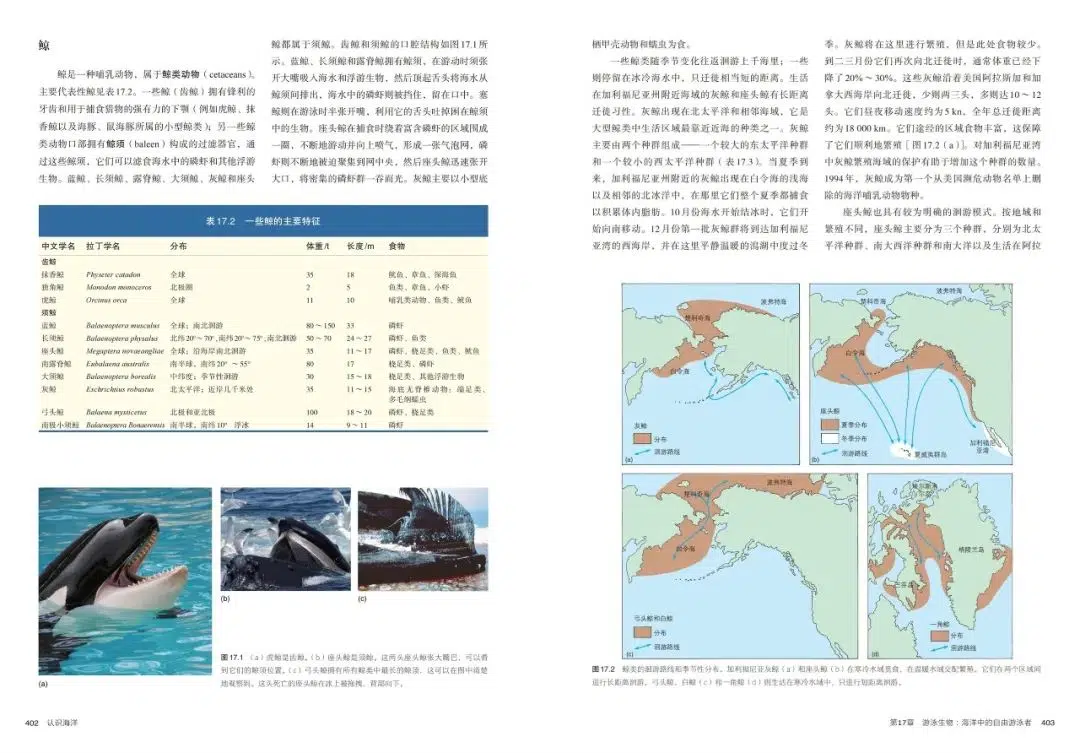 鲸
鲸是一种哺乳动物，属于鲸类动物（cetaceans）。
主要代表性鲸见表17.2。一些鲸（齿鲸）拥有锋利的
牙齿和用于捕食猎物的强有力的下颚（例如虎鲸、抹
香鲸以及海豚、鼠海豚所属的小型鲸类）；另一些鲸
类动物口部拥有鲸须（baleen）构成的过滤器官，通
过这些鲸须，它们可以滤食海水中的磷虾和其他浮游
生物。蓝鲸、长须鲸、露脊鲸、大须鲸、灰鲸和座头
鲸都属于须鲸。齿鲸和须鲸的口腔结构如图17.1所
示。蓝鲸、长须鲸和露脊鲸拥有鲸须，在游动时须张
开大嘴吸入海水和浮游生物，然后顶起舌头将海水从
鲸须间排出，海水中的磷虾则被挡住，留在口中。塞
鲸则在游泳时半张开嘴，利用它的舌头吐掉困在鲸须
中的生物。座头鲸在捕食时绕着富含磷虾的区域围成
一圈，不断地游动并向上喷气，形成一张气泡网，磷
虾则不断地被迫聚集到网中央，然后座头鲸迅速张开
大口，将密集的磷虾群一吞而光。灰鲸主要以小型底
表17.2 一些鲸的主要特征
中文学名 拉丁学名 分布 体重/t 长度/m 食物
齿鲸
抹香鲸 Physeter catadon 全球 35 18 鱿鱼、章鱼、深海鱼
独角鲸 Monodon monoceros 北极圈 2 5 鱼类、章鱼、小虾
虎鲸 Orcinus orca 全球 11 10 哺乳类动物、鱼类、鱿鱼
须鲸
蓝鲸 Balaenoptera musculus 全球；南北洄游 80～150 33 磷虾
长须鲸 Balaenoptera physalus 北纬20°～70°，南纬20°～75°，南北洄游 50～70 24～27 磷虾、鱼类
座头鲸 Megaptera novaeangliae 全球；沿海岸南北洄游 35 11～17 磷虾、桡足类、鱼类、鱿鱼
南露脊鲸 Eubalaena australis 南半球，南纬20°～55° 80 17 桡足类、磷虾
大须鲸 Balaenoptera borealis 中纬度；季节性洄游 30 15～18 桡足类、其他浮游生物
灰鲸 Eschrichtius robustus 北太平洋；近岸几千米处 35 11～15 海底无脊椎动物：端足类、
多毛纲蠕虫
弓头鲸 Balaena mysticetus 北极和亚北极 100 18～20 磷虾、桡足类
南极小须鲸 Balaenoptera Bonaerensis 南半球，南纬10° 浮冰 14 9～11 磷虾
(a)
(b)
(c)
图17.1 （a）虎鲸是齿鲸。（b）座头鲸是须鲸。这两头座头鲸张大嘴巴，可以看
到它们的鲸须位置。（c）弓头鲸拥有所有鲸类中最长的鲸须，这可以在图中清楚
地观察到。这头死亡的座头鲸在冰上被拖拽，背部向下。
402 认识海洋
栖甲壳动物和蠕虫为食。
一些鲸类随季节变化往返洄游上千海里；一些
则停留在冰冷海水中，只迁徙相当短的距离。生活
在加利福尼亚州附近海域的灰鲸和座头鲸有长距离
迁徙习性。灰鲸出现在北太平洋和相邻海域，它是
大型鲸类中生活区域最靠近近海的种类之一。灰鲸
主要由两个种群组成——一个较大的东太平洋种群
和一个较小的西太平洋种群（表17.3）。当夏季到
来，加利福尼亚州附近的灰鲸出现在白令海的浅海
以及相邻的北冰洋中，在那里它们整个夏季都捕食
以积累体内脂肪。10月份海水开始结冰时，它们开
始向南移动。12月份第一批灰鲸群将到达加利福尼
亚湾的西海岸，并在这里平静温暖的潟湖中度过冬
季。灰鲸将在这里进行繁殖，但是此处食物较少。
到二三月份它们再次向北迁徙时，通常体重已经下
降了20%～30%。这些灰鲸沿着美国阿拉斯加和加
拿大西海岸向北迁徙，少则两三头，多则达10～12
头。它们昼夜移动速度约为5 kn，全年总迁徙距离
约为18 000 km。它们途经的区域食物丰富，这保障
了它们顺利地繁殖［图17.2（a）］。对加利福尼亚湾
中灰鲸繁殖海域的保护有助于增加这个种群的数量。
1994年，灰鲸成为第一个从美国濒危动物名单上删
除的海洋哺乳动物物种。
座头鲸也具有较为明确的洄游模式。按地域和
繁殖不同，座头鲸主要分为三个种群，分别为北太
平洋种群、南大西洋种群和南大洋以及生活在阿拉
波弗特海
楚科奇海
白令海
灰鲸
分布
洄游路线
(a)
波弗特海
楚科奇海
白令海
座头鲸
夏季分布
冬季分布
洄游路线
夏威夷群岛
加利福尼
亚湾
(b)
波弗特海
楚科奇海
白令海
弓头鲸和白鲸
分布
洄游路线
(c)
格陵兰岛
一角鲸
分布
洄游路线
(d)
图17.2 鲸类的洄游路线和季节性分布。加利福尼亚灰鲸（a）和座头鲸（b）在寒冷水域觅食，在温暖水域交配繁殖。它们在两个区域间
进行长距离洄游。弓头鲸、白鲸（c）和一角鲸（d）则生活在寒冷水域中，只进行短距离洄游。
第17章 游泳生物：海洋中的自由游泳者 403